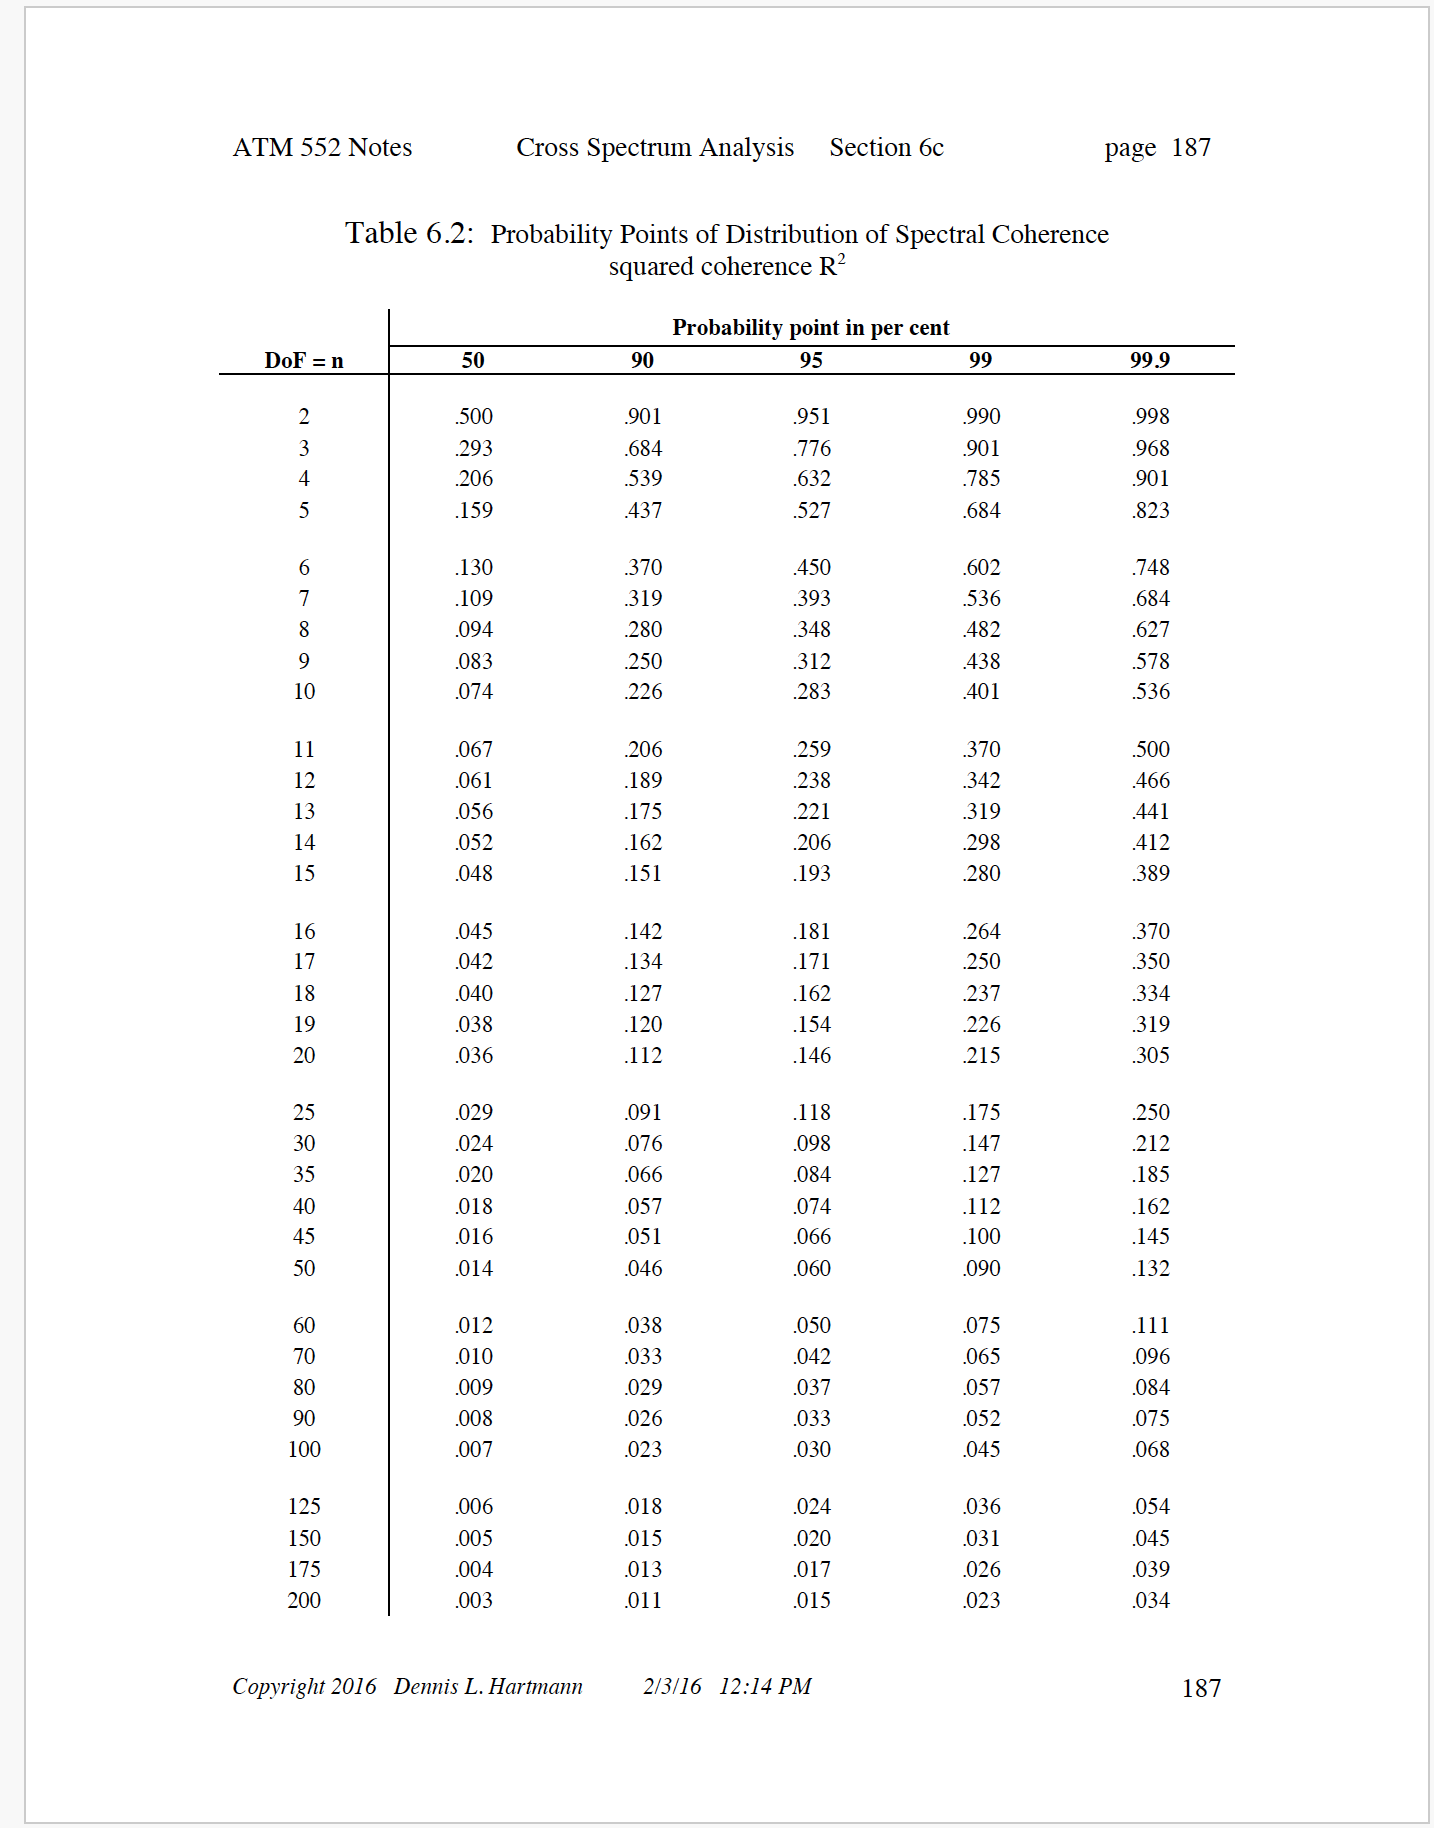 ATM 552 Notes Cross Spectrum Analysis Section 6c page 187
Table 6.2: Probability Points of Distribution of Spectral Coherence
squared coherence R²
Probability point in per cent
DoF = n 50 90 95 99 99.9
2 .500 .901 .951 .990 .998
3 .293 .684 .776 .901 .968
4 .206 .539 .632 .785 .901
5 .159 .437 .527 .684 .823
6 .130 .370 .450 .602 .748
7 .109 .319 .393 .536 .684
8 .094 .280 .348 .482 .627
9 .083 .250 .312 .438 .578
10 .074 .226 .283 .401 .536
11 .067 .206 .259 .370 .500
12 .061 .189 .238 .342 .466
13 .056 .175 .221 .319 .441
14 .052 .162 .206 .298 .412
15 .048 .151 .193 .280 .389
16 .045 .142 .181 .264 .370
17 .042 .134 .171 .250 .350
18 .040 .127 .162 .237 .334
19 .038 .120 .154 .226 .319
20 .036 .112 .146 .215 .305
25 .029 .091 .118 .175 .250
30 .024 .076 .098 .147 .212
35 .020 .066 .084 .127 .185
40 .018 .057 .074 .112 .162
45 .016 .051 .066 .100 .145
50 .014 .046 .060 .090 .132
60 .012 .038 .050 .075 .111
70 .010 .033 .042 .065 .096
80 .009 .029 .037 .057 .084
90 .008 .026 .033 .052 .075
100 .007 .023 .030 .045 .068
125 .006 .018 .024 .036 .054
150 .005 .015 .020 .031 .045
175 .004 .013 .017 .026 .039
200 .003 .011 .015 .023 .034
Copyright 2016 Dennis L. Hartmann 2/3/16 12:14 PM 187